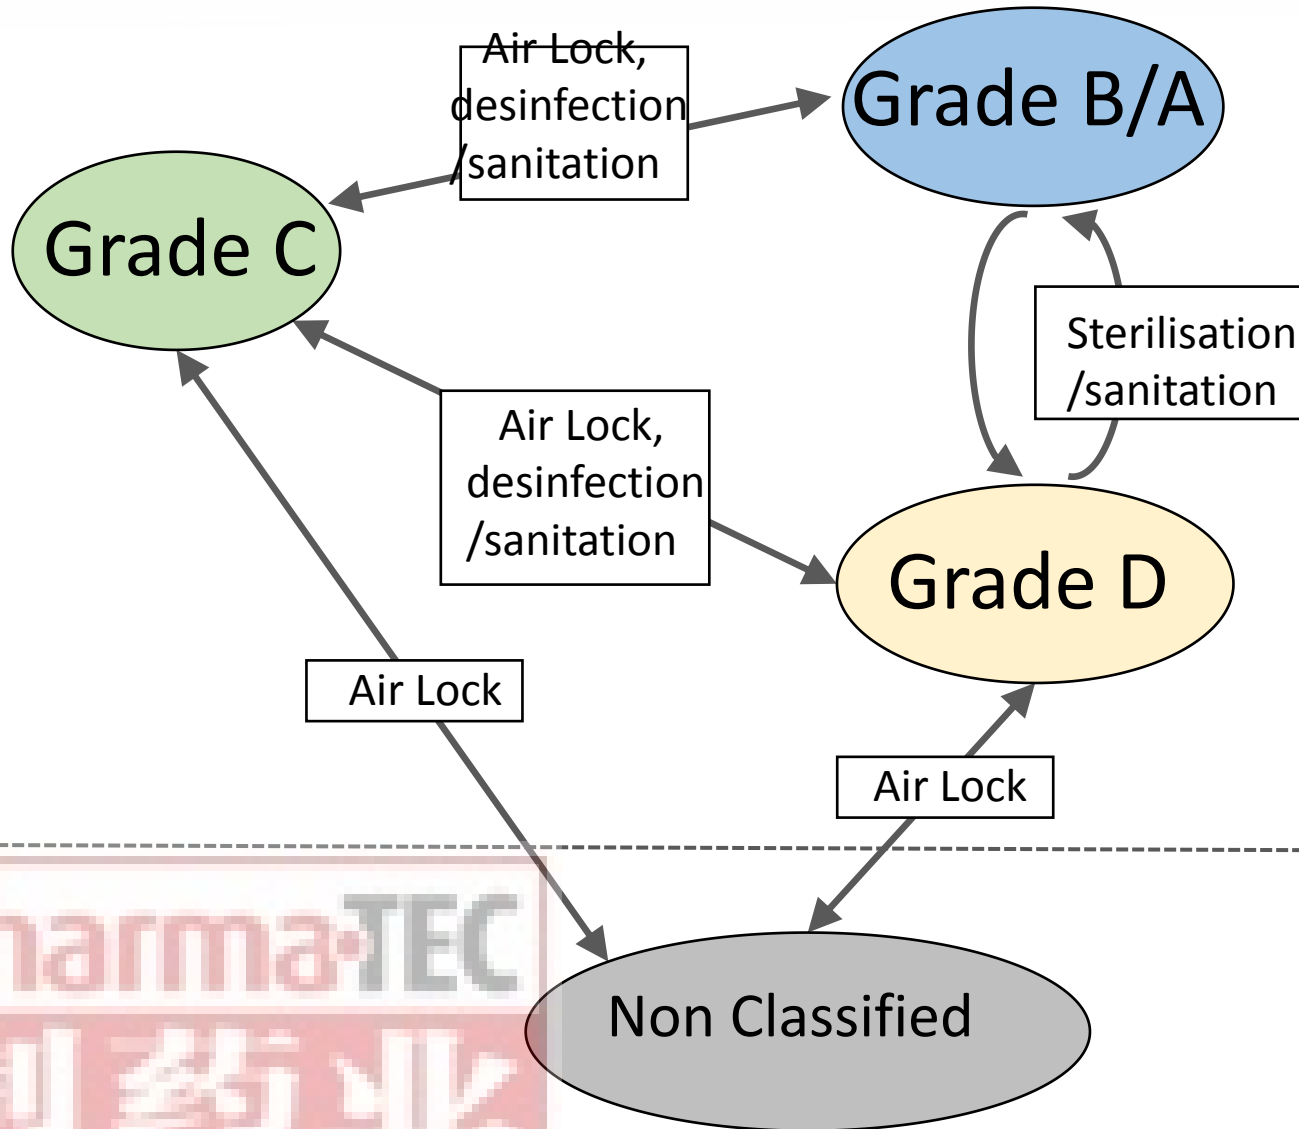 Air Lock,
desinfection
/sanitation
Grade B/A
Grade C
Sterilisation
/sanitation
Air Lock,
desinfection
/sanitation
Grade D
Air Lock
Air Lock
harma•TEC
Non Classified